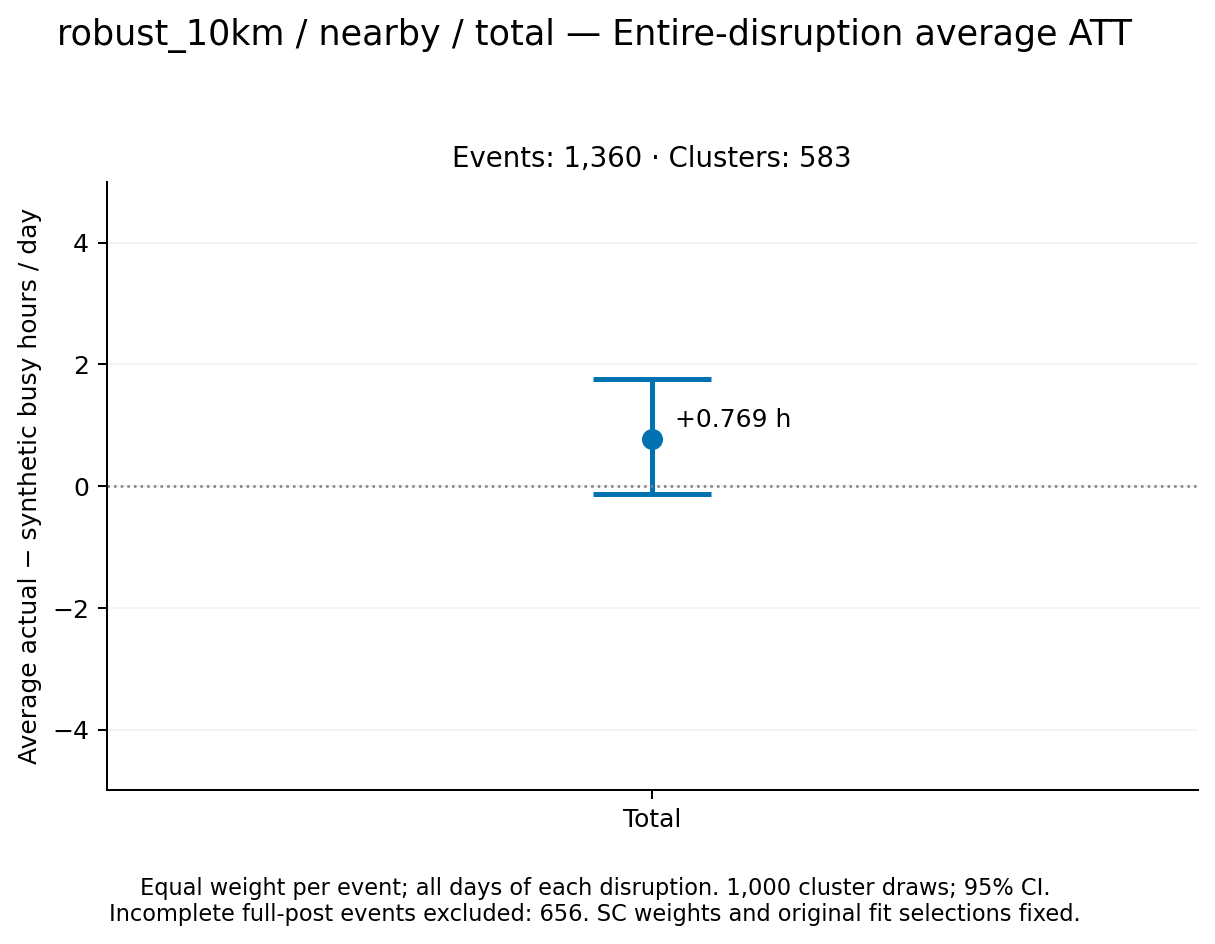 robust_10km / nearby / total — Entire-disruption average ATT
Events: 1,360 · Clusters: 583
Average actual − synthetic busy hours / day
4
2
0
−2
−4
+0.769 h
Total
Equal weight per event; all days of each disruption. 1,000 cluster draws; 95% CI.
Incomplete full-post events excluded: 656. SC weights and original fit selections fixed.